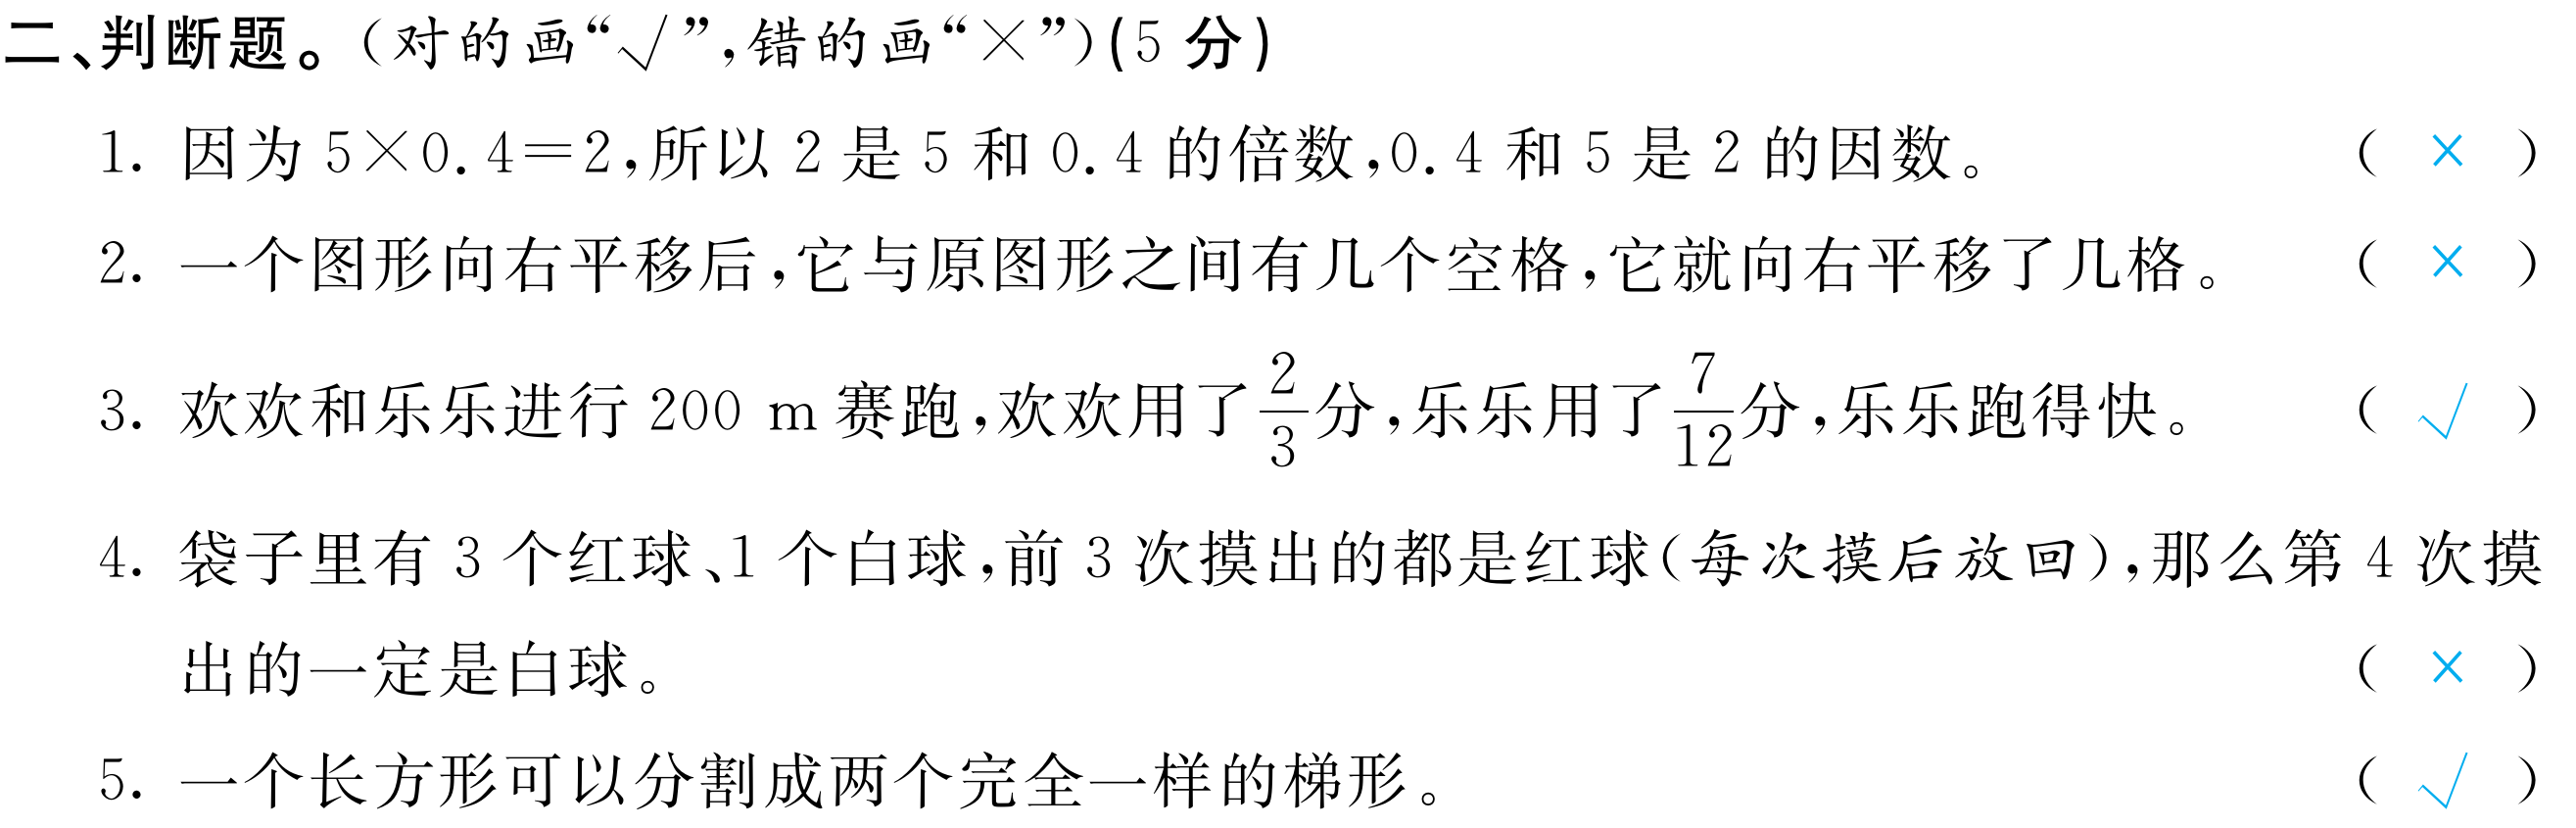 二、判断题。(对的画“√”,错的画“×”)(5 分)
1. 因为 5×0.4=2,所以 2 是 5 和 0.4 的倍数,0.4 和 5 是 2 的因数。 ( × )
2. 一个图形向右平移后,它与原图形之间有几个空格,它就向右平移了几格。 ( × )
3. 欢欢和乐乐进行 200 m 赛跑,欢欢用了2/3分,乐乐用了7/12分,乐乐跑得快。 ( √ )
4. 袋子里有 3 个红球、1 个白球,前 3 次摸出的都是红球(每次摸后放回),那么第 4 次摸
出的一定是白球。 ( × )
5. 一个长方形可以分割成两个完全一样的梯形。 ( √ )